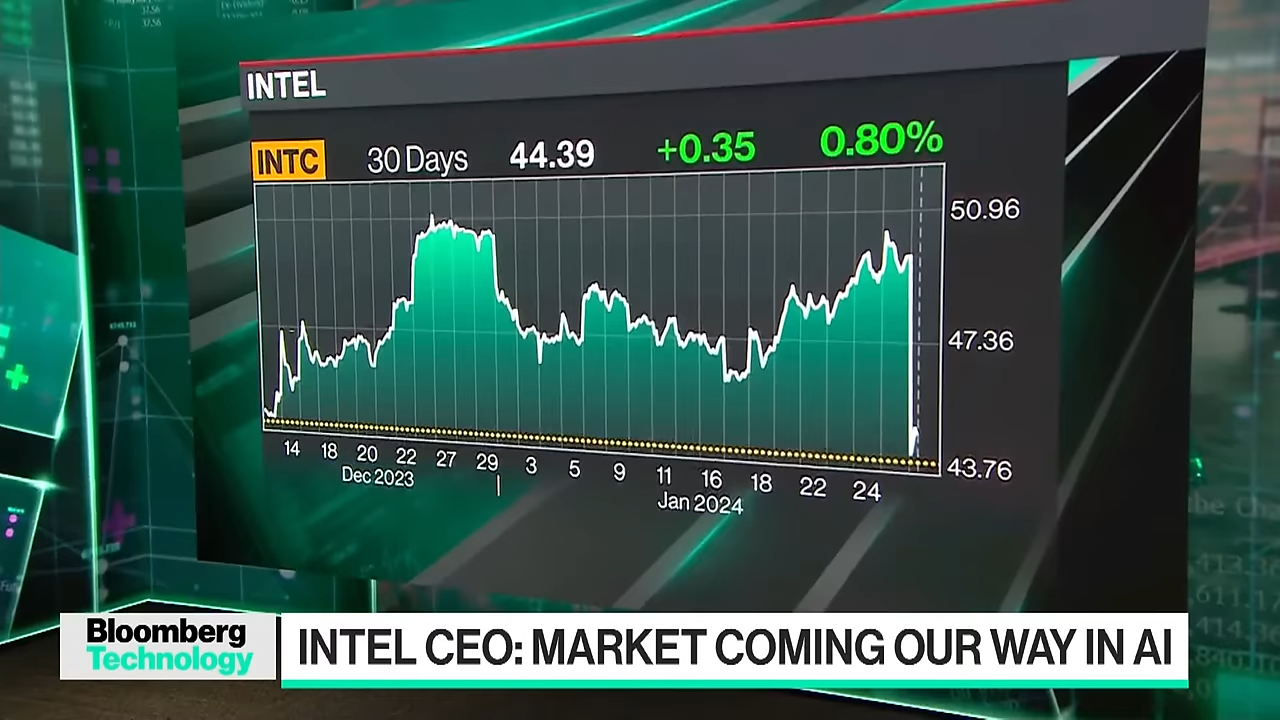 INTEL
INTC 30 Days 44.39 +0.35 0.80%
50.96
47.36
43.76
14 18 20 22 27 29 3 5 9 11 16 18 22 24
Dec 2023 Jan 2024
Bloomberg
Technology
INTEL CEO: MARKET COMING OUR WAY IN AI